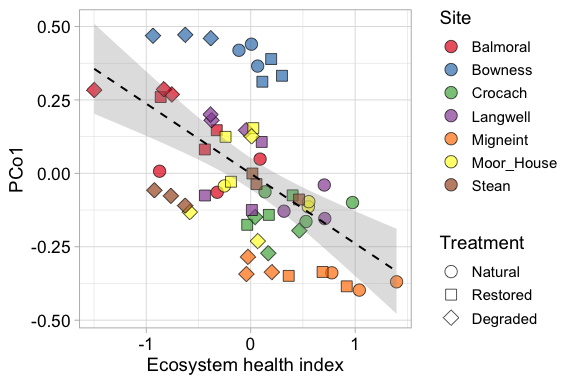 0.50
0.25
0.00
-0.25
-0.50
PCo1
-1
0
1
Ecosystem health index
Site
Balmoral
Bowness
Crocach
Langwell
Migneint
Moor_House
Stean
Treatment
Natural
Restored
Degraded